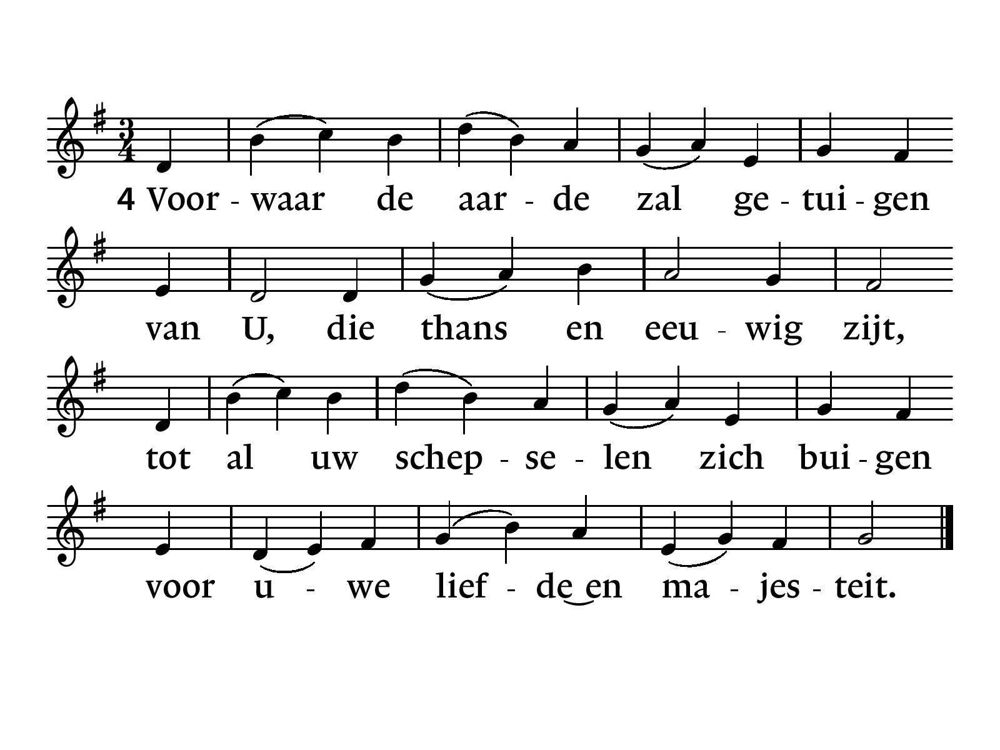 4 Voor - waar de aar - de zal ge - tui - gen
van U, die thans en eeu - wig zijt,
tot al uw schep - se - len zich bui - gen
voor u - we lief - de en ma - jes - teit.